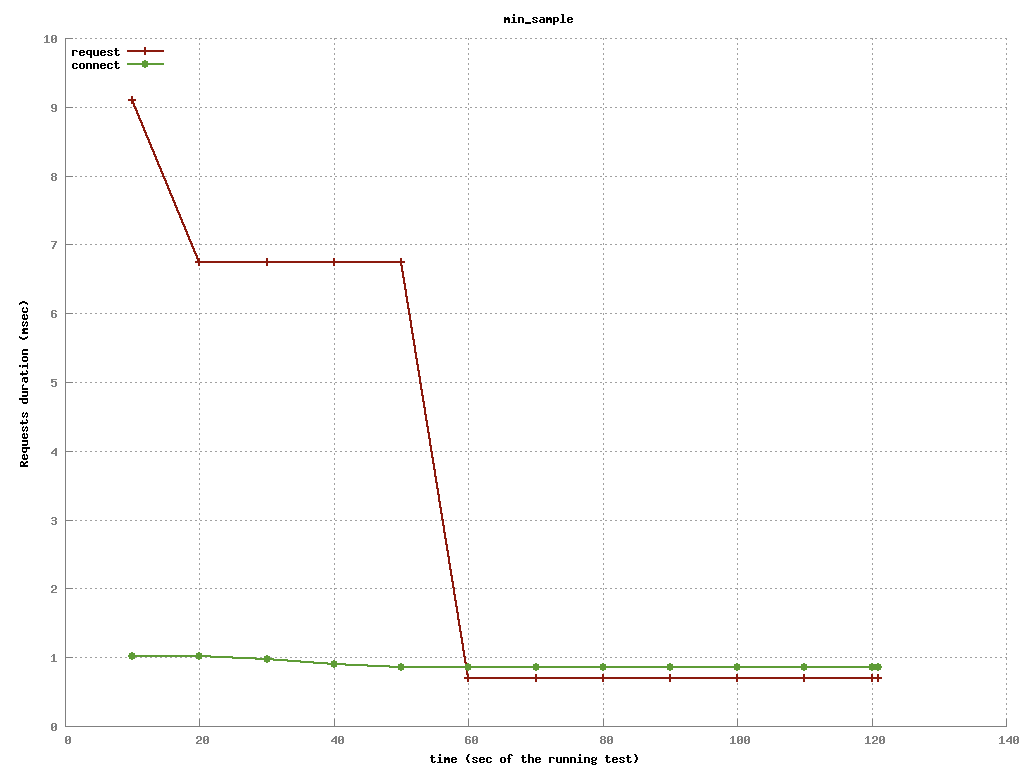 min_sample
request
connect
10
9
8
7
6
5
4
3
2
1
0
Requests duration (msec)
0 20 40 60 80 100 120 140
time (sec of the running test)